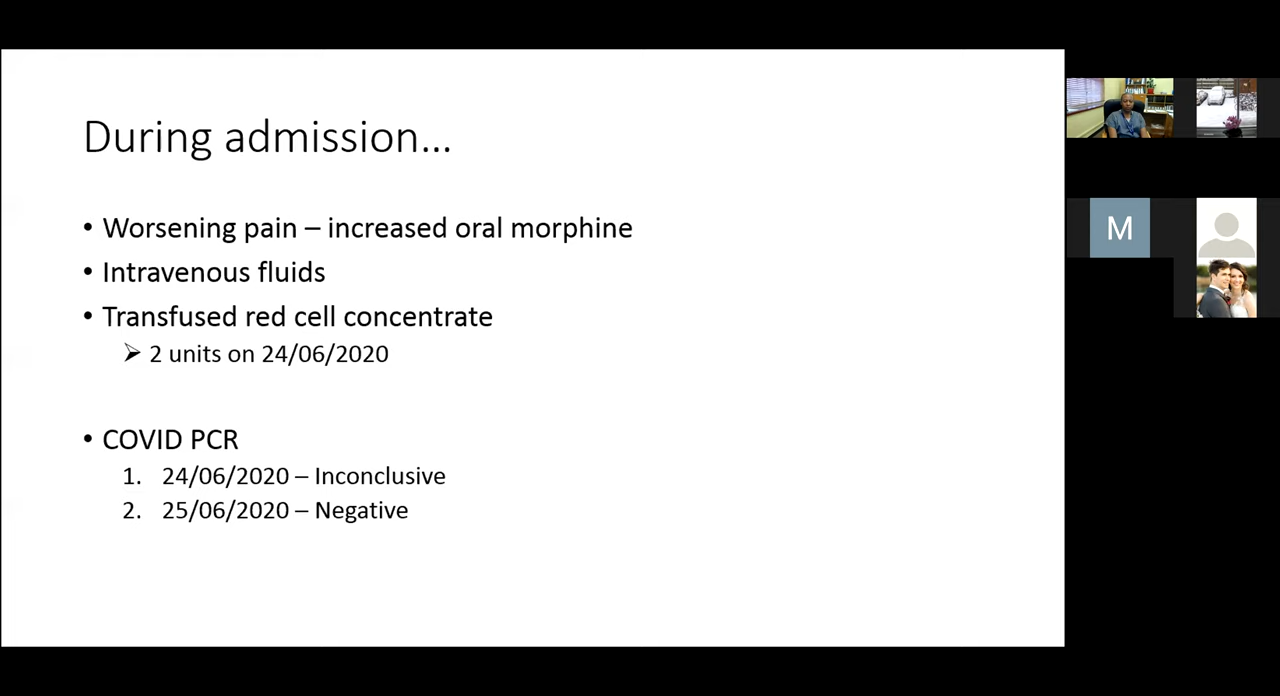 During admission…
• Worsening pain – increased oral morphine
• Intravenous fluids
• Transfused red cell concentrate
➢ 2 units on 24/06/2020
• COVID PCR
1. 24/06/2020 – Inconclusive
2. 25/06/2020 – Negative
M